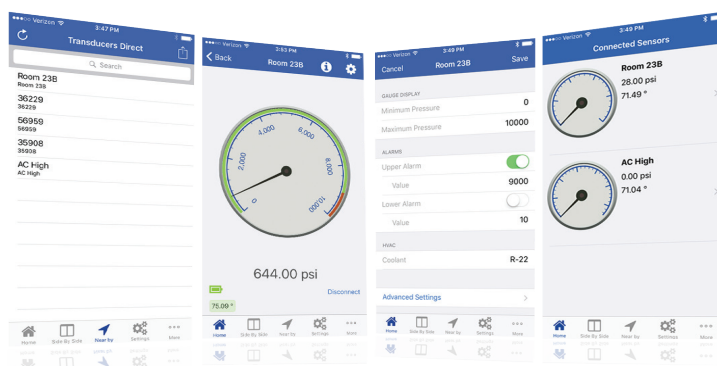 Verizon
3:47 PM
Transducers Direct
Search
Room 23B
Room 23B
36229
36229
56959
56959
35908
35908
AC High
AC High
Home
Side By Side
Near by
Settings
More
Verizon
3:53 PM
Back
Room 23B
0
2,000
4,000
6,000
8,000
10,000
644.00 psi
Disconnect
75.09 °
Home
Side By Side
Near by
Settings
More
Verizon
3:49 PM
Cancel
Room 23B
Save
GAUGE DISPLAY
Minimum Pressure
0
Maximum Pressure
10000
ALARMS
Upper Alarm
Value
9000
Lower Alarm
Value
10
HVAC
Coolant
R-22
Advanced Settings
Home
Side By Side
Near by
Settings
More
Verizon
3:49 PM
Connected Sensors
Room 23B
28.00 psi
71.49 °
AC High
0.00 psi
71.04 °
Home
Side By Side
Near by
Settings
More